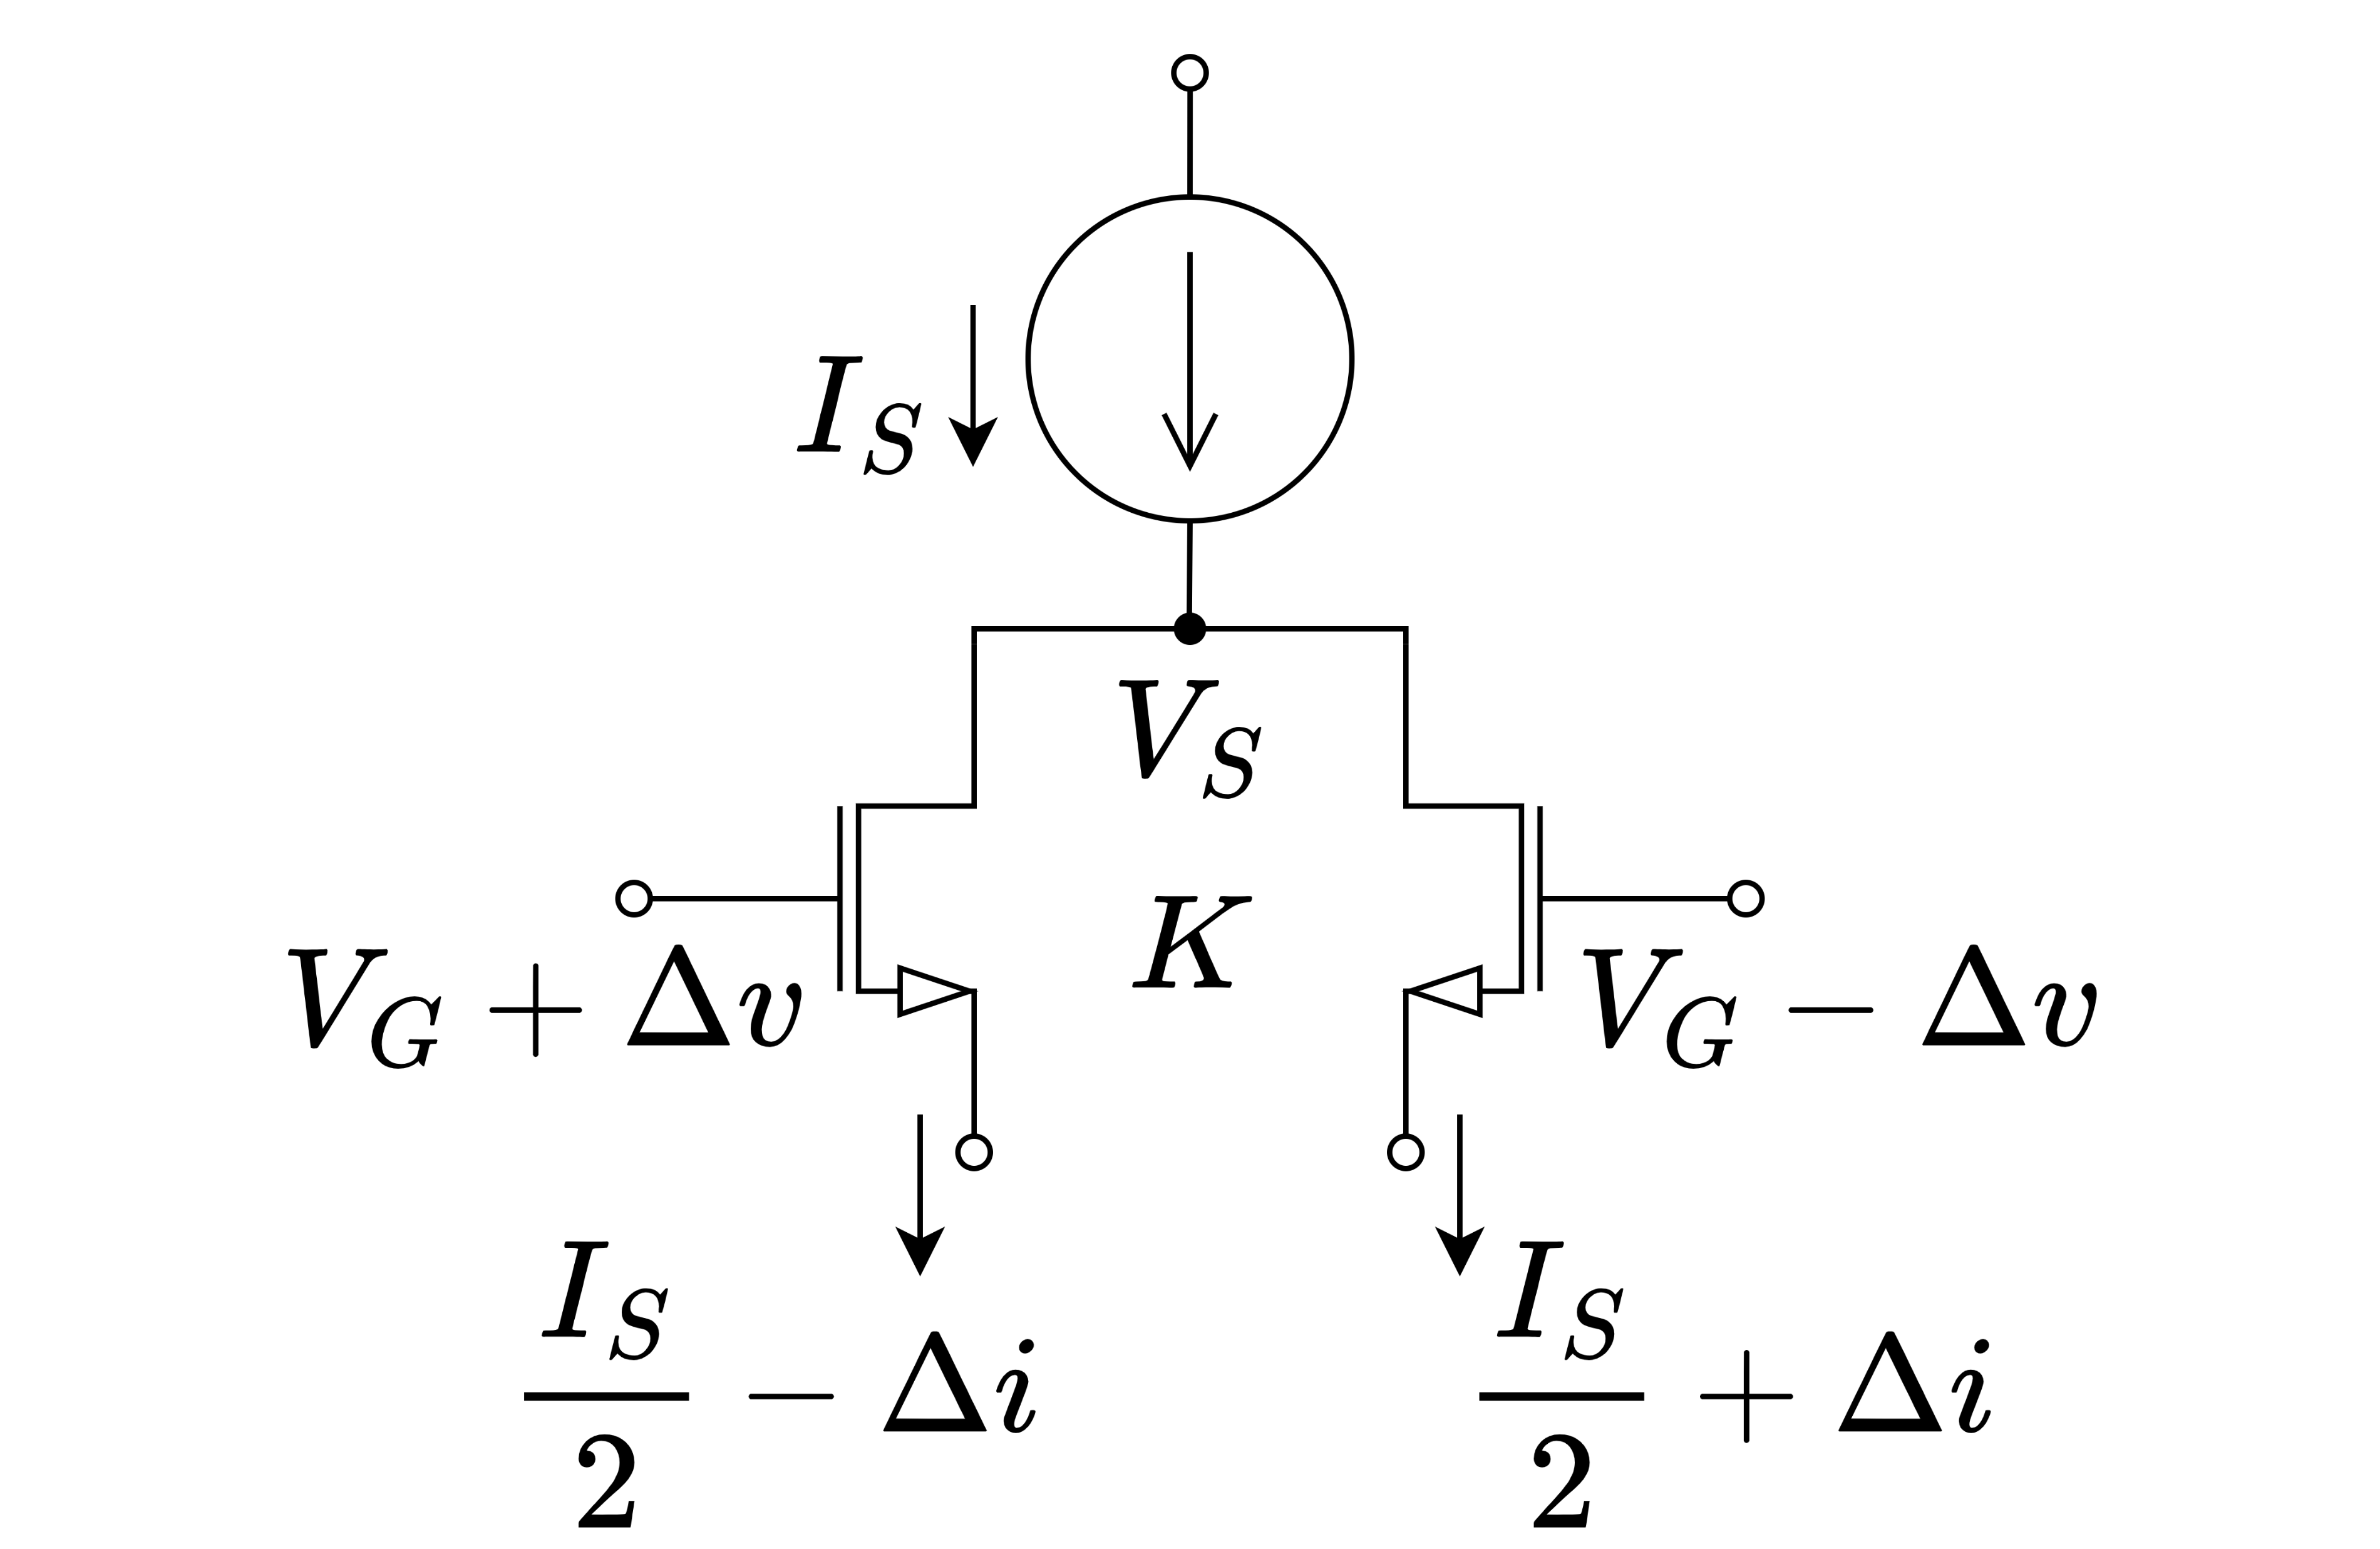 I_S
V_S
K
V_G + Δv
V_G − Δv
I_S/2 − Δi
I_S/2 + Δi